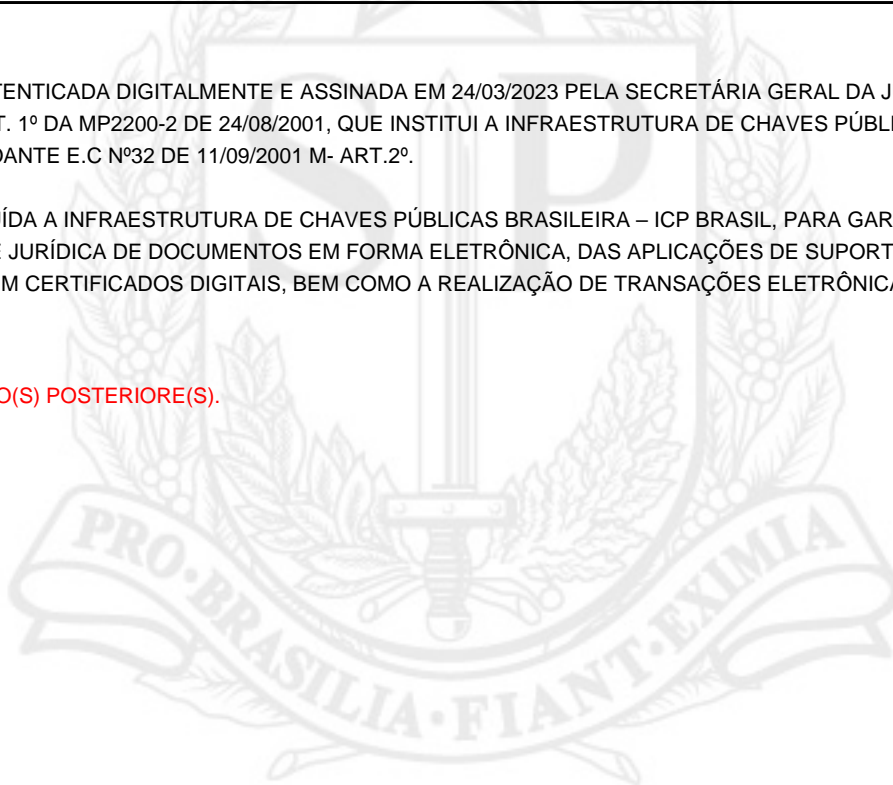 TENTICADA DIGITALMENTE E ASSINADA EM 24/03/2023 PELA SECRETÁRIA GERAL DA J
T. 1º DA MP2200-2 DE 24/08/2001, QUE INSTITUI A INFRAESTRUTURA DE CHAVES PÚBLI
DANTE E.C Nº32 DE 11/09/2001 M- ART.2º.
UÍDA A INFRAESTRUTURA DE CHAVES PÚBLICAS BRASILEIRA – ICP BRASIL, PARA GAR
E JURÍDICA DE DOCUMENTOS EM FORMA ELETRÔNICA, DAS APLICAÇÕES DE SUPORT
M CERTIFICADOS DIGITAIS, BEM COMO A REALIZAÇÃO DE TRANSAÇÕES ELETRÔNICA
O(S) POSTERIORE(S).
SP
PRO·BRASILIA·FIANT·EXIMIA